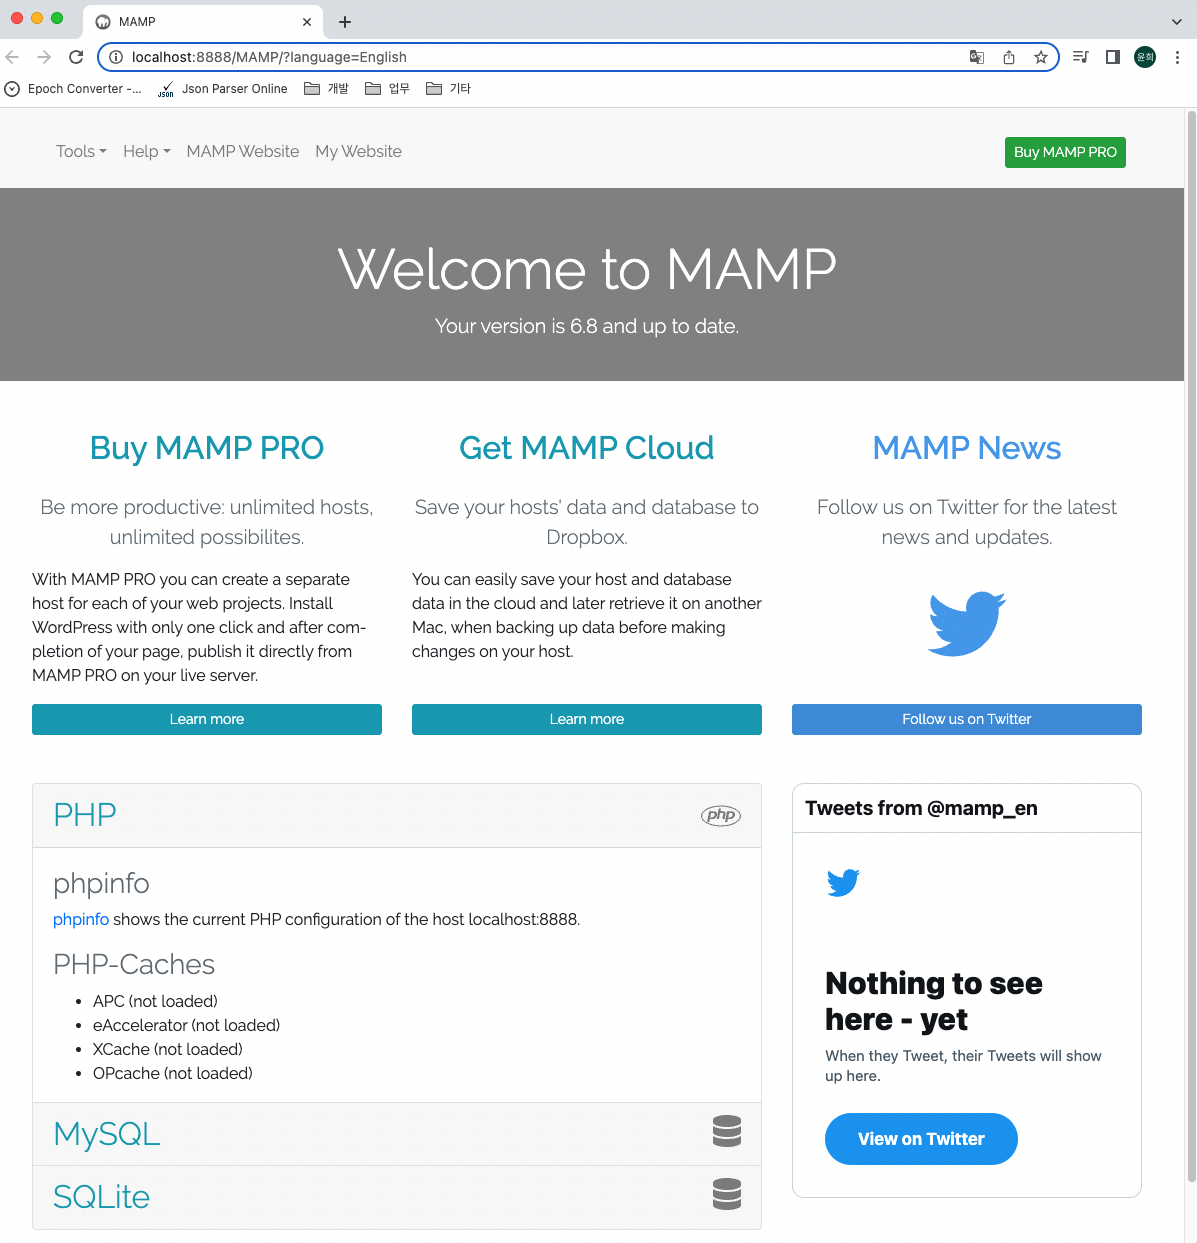 MAMP
localhost:8888/MAMP/?language=English
윤희
Epoch Converter -...
Json Parser Online
개발
업무
기타
Tools
Help
MAMP Website
My Website
Buy MAMP PRO
Welcome to MAMP
Your version is 6.8 and up to date.
Buy MAMP PRO
Be more productive: unlimited hosts,
unlimited possibilites.
With MAMP PRO you can create a separate
host for each of your web projects. Install
WordPress with only one click and after com-
pletion of your page, publish it directly from
MAMP PRO on your live server.
Learn more
Get MAMP Cloud
Save your hosts' data and database to
Dropbox.
You can easily save your host and database
data in the cloud and later retrieve it on another
Mac, when backing up data before making
changes on your host.
Learn more
MAMP News
Follow us on Twitter for the latest
news and updates.
Follow us on Twitter
PHP
php
phpinfo
phpinfo shows the current PHP configuration of the host localhost:8888.
PHP-Caches
• APC (not loaded)
• eAccelerator (not loaded)
• XCache (not loaded)
• OPcache (not loaded)
MySQL
SQLite
Tweets from @mamp_en
Nothing to see
here - yet
When they Tweet, their Tweets will show
up here.
View on Twitter